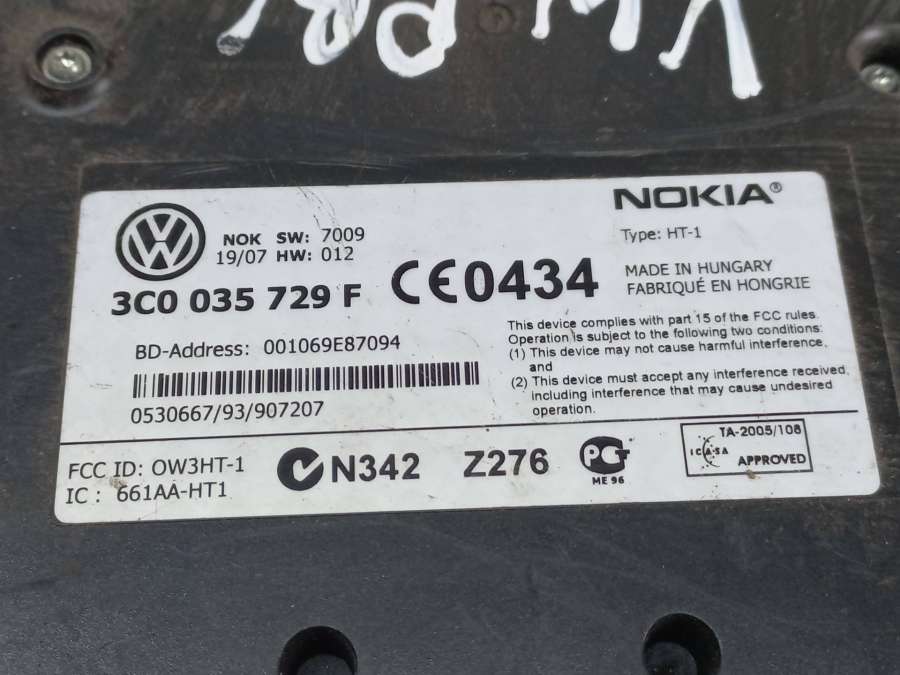 NOKIA®
NOK SW: 7009
19/07 HW: 012
Type: HT-1
3C0 035 729 F
CE0434
MADE IN HUNGARY
FABRIQUÉ EN HONGRIE
BD-Address: 001069E87094
0530667/93/907207
This device complies with part 15 of the FCC rules.
Operation is subject to the following two conditions:
(1) This device may not cause harmful interference,
and
(2) This device must accept any interference received,
including interference that may cause undesired
operation.
FCC ID: OW3HT-1
IC : 661AA-HT1
N342
Z276
PCT
ME 96
TA-2005/108
ICASA
APPROVED